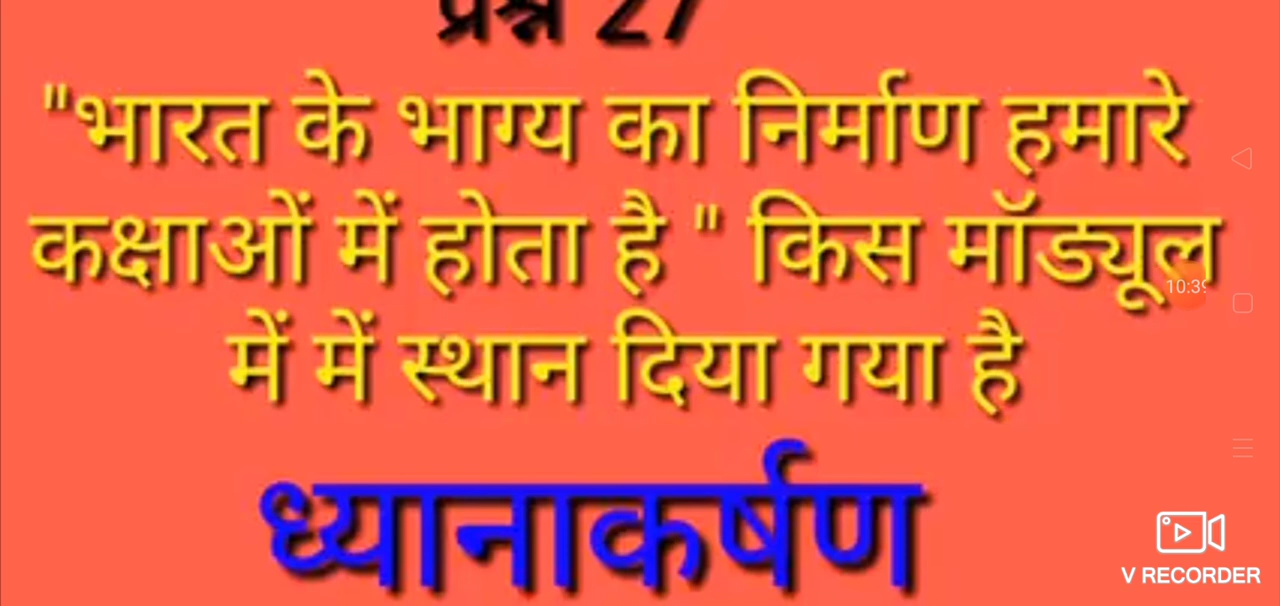 प्रश्न 27
"भारत के भाग्य का निर्माण हमारे
कक्षाओं में होता है " किस मॉड्यूल
10:39
में में स्थान दिया गया है
ध्यानाकर्षण
V RECORDER